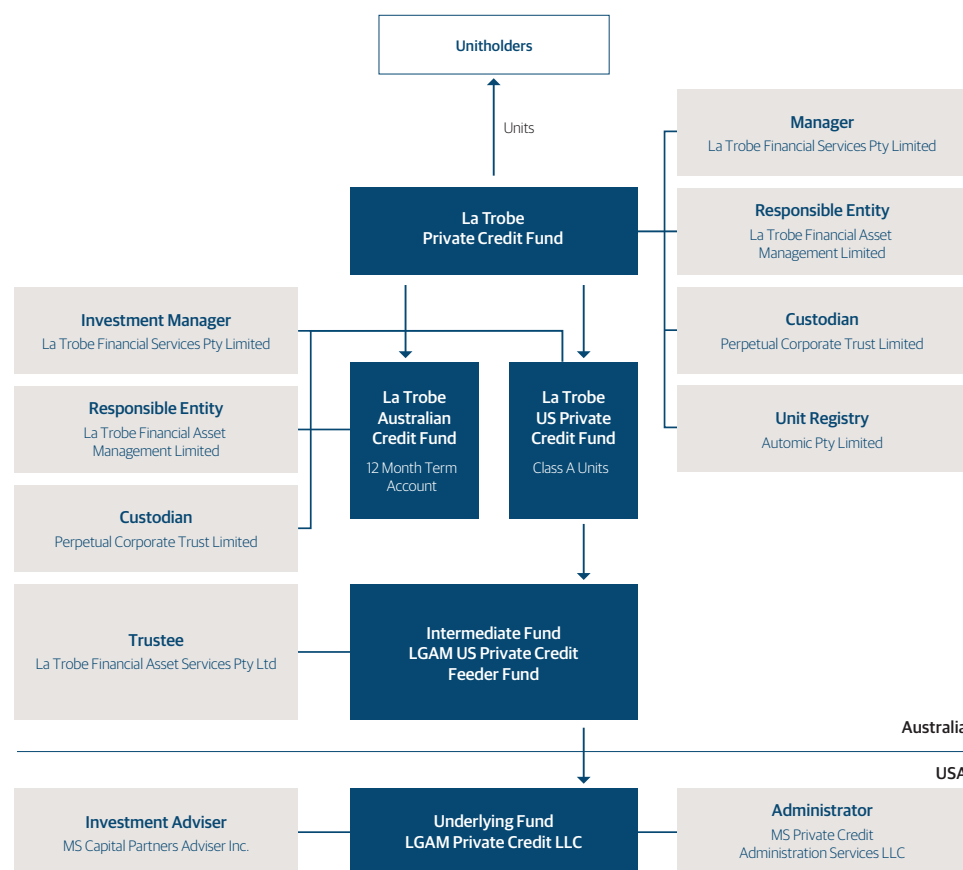 Unitholders
Units
Manager
La Trobe Financial Services Pty Limited
La Trobe
Private Credit Fund
Responsible Entity
La Trobe Financial Asset
Management Limited
Custodian
Perpetual Corporate Trust Limited
Unit Registry
Automic Pty Limited
Investment Manager
La Trobe Financial Services Pty Limited
Responsible Entity
La Trobe Financial Asset
Management Limited
Custodian
Perpetual Corporate Trust Limited
La Trobe
Australian
Credit Fund
12 Month Term
Account
La Trobe
US Private
Credit Fund
Class A Units
Trustee
La Trobe Financial Asset Services Pty Ltd
Intermediate Fund
LGAM US Private Credit
Feeder Fund
Australia
USA
Investment Adviser
MS Capital Partners Adviser Inc.
Underlying Fund
LGAM Private Credit LLC
Administrator
MS Private Credit
Administration Services LLC